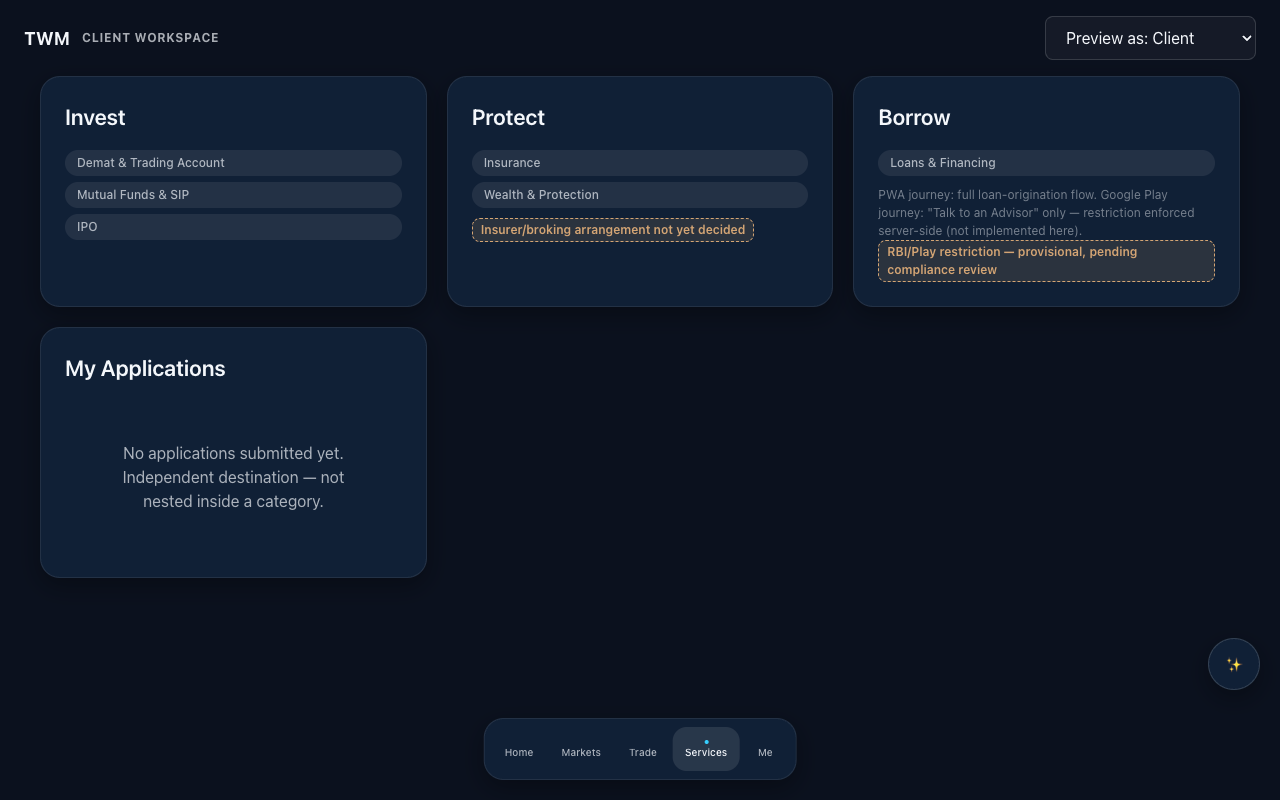 TWM CLIENT WORKSPACE
Preview as: Client
Invest
Demat & Trading Account
Mutual Funds & SIP
IPO
Protect
Insurance
Wealth & Protection
Insurer/broking arrangement not yet decided
Borrow
Loans & Financing
PWA journey: full loan-origination flow. Google Play
journey: "Talk to an Advisor" only — restriction enforced
server-side (not implemented here).
RBI/Play restriction — provisional, pending
compliance review
My Applications
No applications submitted yet.
Independent destination — not
nested inside a category.
Home Markets Trade Services Me